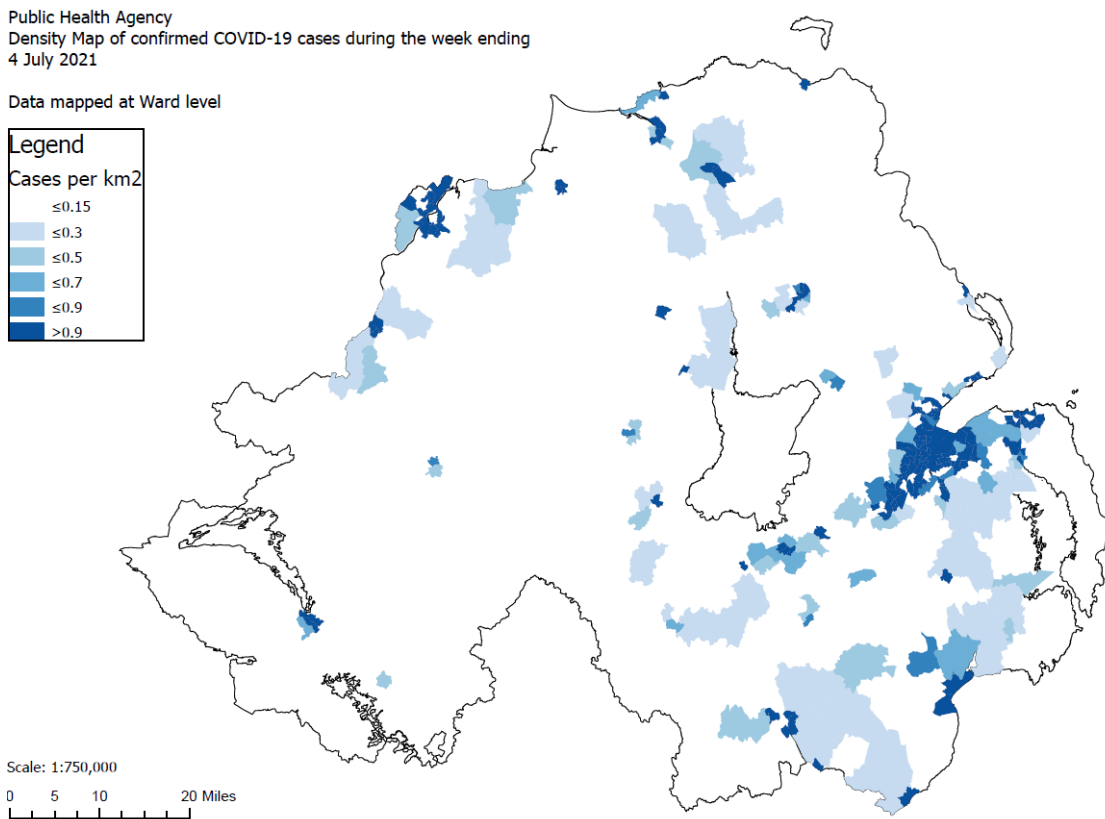 Public Health Agency
Density Map of confirmed COVID-19 cases during the week ending
4 July 2021
Data mapped at Ward level
Legend
Cases per km2
≤0.15
≤0.3
≤0.5
≤0.7
≤0.9
>0.9
Scale: 1:750,000
0 5 10 20 Miles